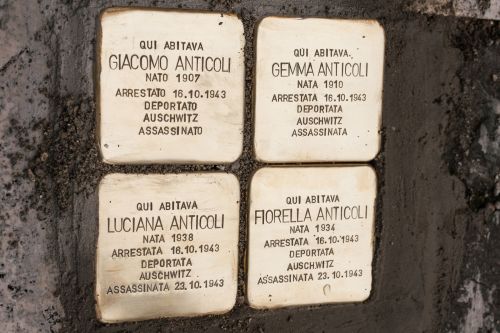 QUI ABITAVA
GIACOMO ANTICOLI
NATO 1907
ARRESTATO 16.10.1943
DEPORTATO
AUSCHWITZ
ASSASSINATO
QUI ABITAVA
GEMMA ANTICOLI
NATA 1910
ARRESTATA 16.10.1943
DEPORTATA
AUSCHWITZ
ASSASSINATA
QUI ABITAVA
LUCIANA ANTICOLI
NATA 1938
ARRESTATA 16.10.1943
DEPORTATA
AUSCHWITZ
ASSASSINATA 23.10.1943
QUI ABITAVA
FIORELLA ANTICOLI
NATA 1934
ARRESTATA 16.10.1943
DEPORTATA
AUSCHWITZ
ASSASSINATA 23.10.1943